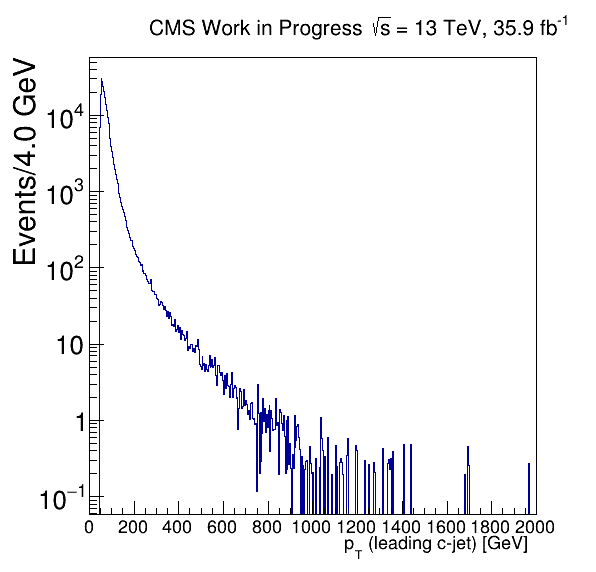 CMS Work in Progress √s = 13 TeV, 35.9 fb⁻¹
Events/4.0 GeV
10⁴
10³
10²
10
1
10⁻¹
0 200 400 600 800 1000 1200 1400 1600 1800 2000
p_T (leading c-jet) [GeV]